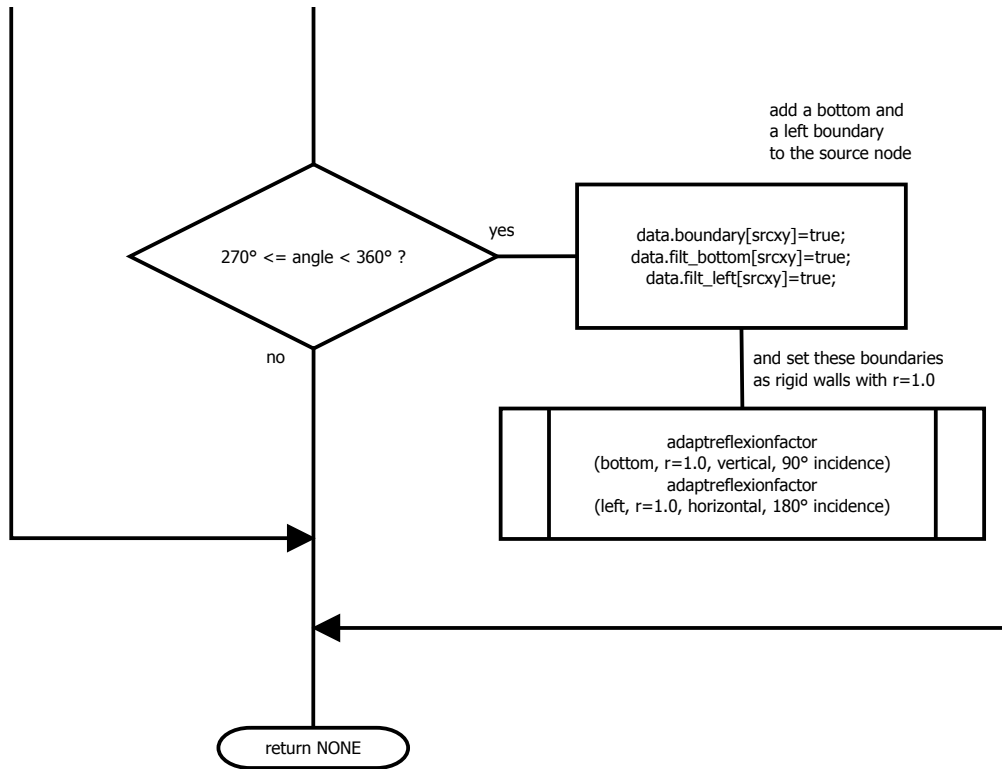 add a bottom and
a left boundary
to the source node
270° <= angle < 360° ?
yes
data.boundary[srcxy]=true;
data.filt_bottom[srcxy]=true;
data.filt_left[srcxy]=true;
no
and set these boundaries
as rigid walls with r=1.0
adaptreflexionfactor
(bottom, r=1.0, vertical, 90° incidence)
adaptreflexionfactor
(left, r=1.0, horizontal, 180° incidence)
return NONE